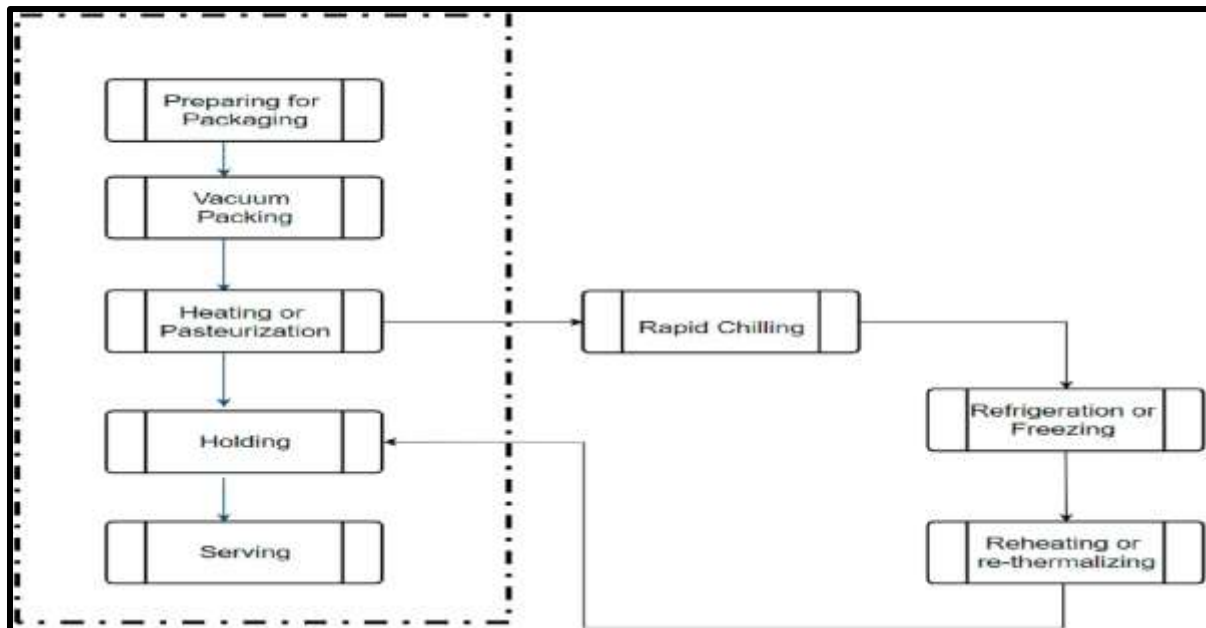 Preparing for
Packaging
Vacuum
Packing
Heating or
Pasteurization
Rapid Chilling
Refrigeration or
Freezing
Holding
Serving
Reheating or
re-thermalizing